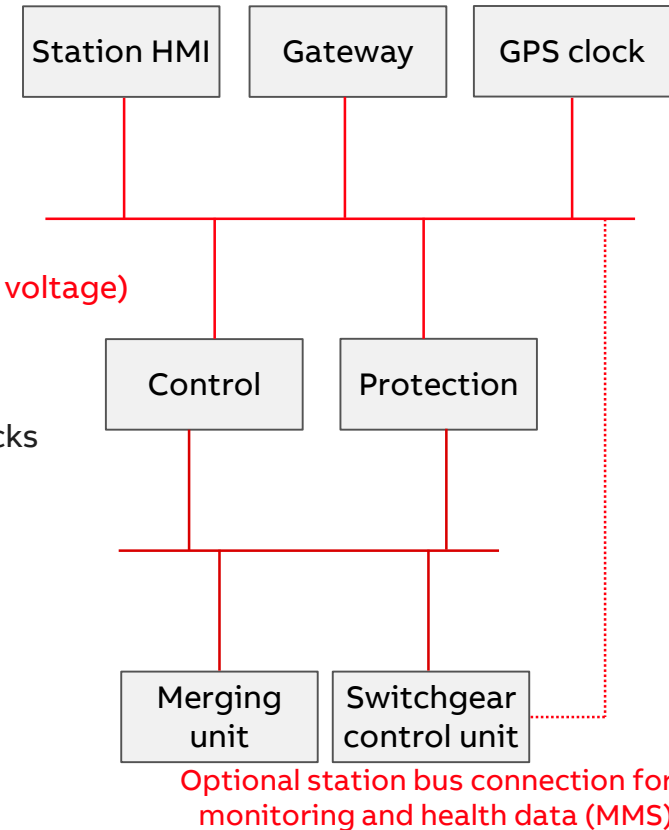 Station HMI
Gateway
GPS clock
voltage)
Control
Protection
cks
Merging
unit
Switchgear
control unit
Optional station bus connection for
monitoring and health data (MMS)